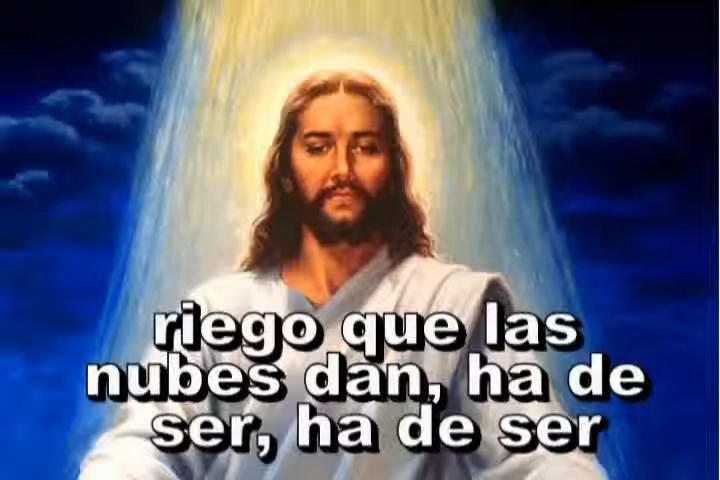 riego que las
nubes dan, ha de
ser, ha de ser